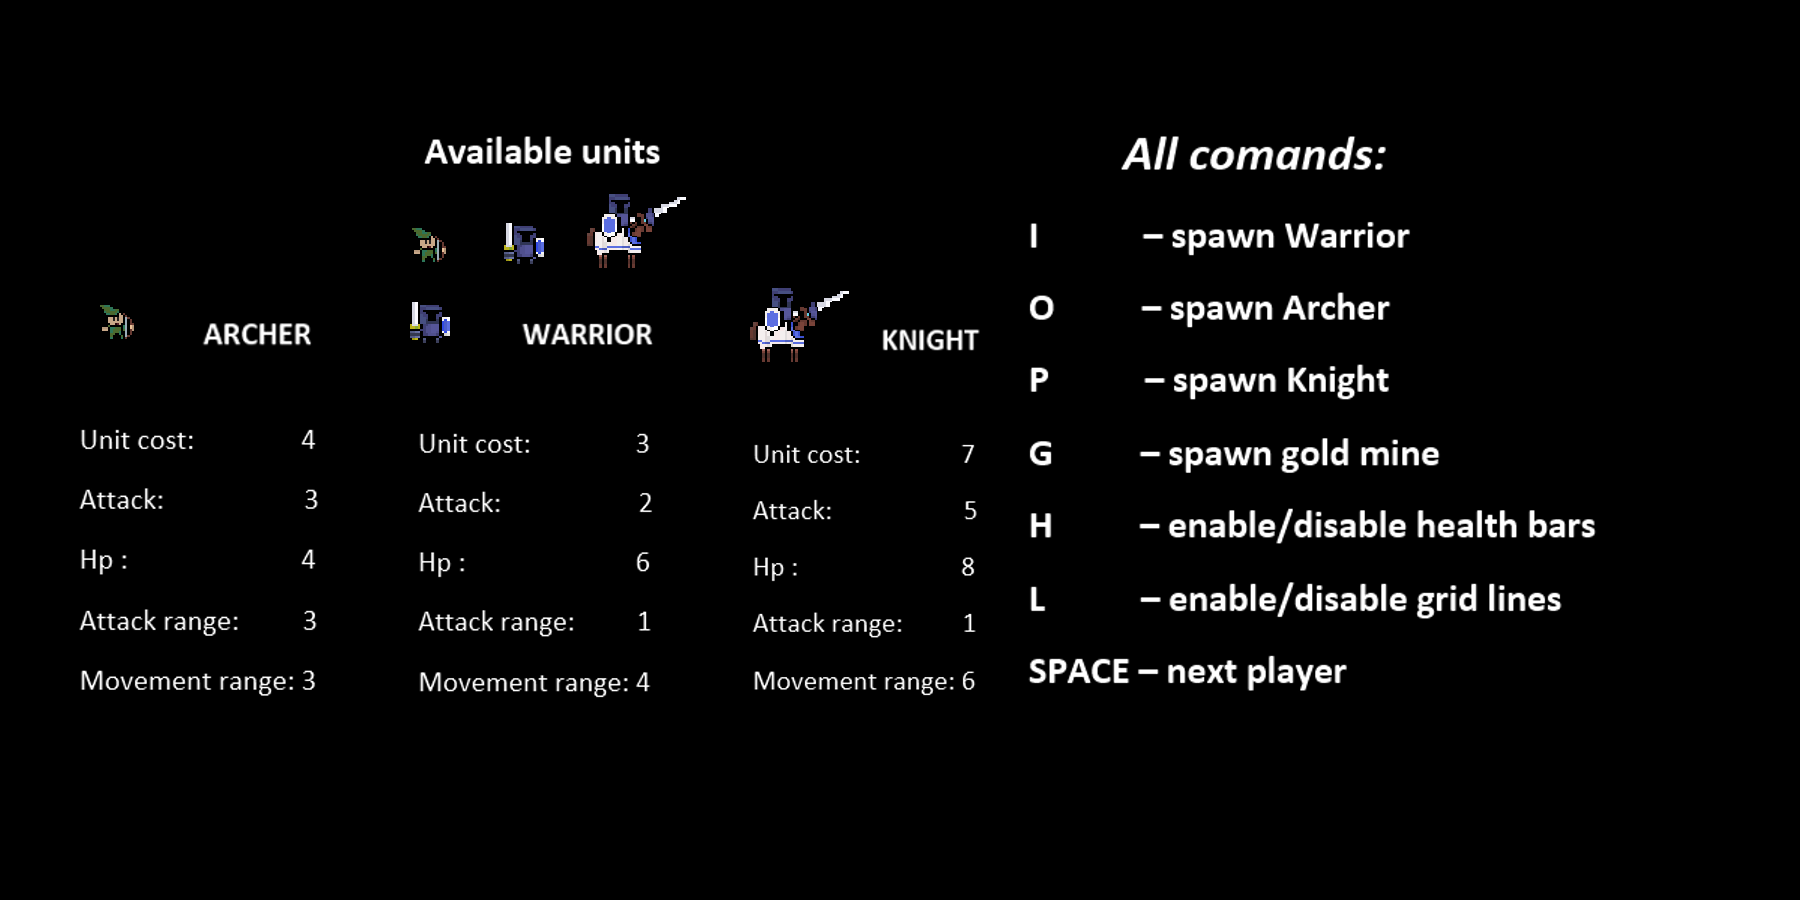 Available units
ARCHER
Unit cost: 4
Attack: 3
Hp : 4
Attack range: 3
Movement range: 3
WARRIOR
Unit cost: 3
Attack: 2
Hp : 6
Attack range: 1
Movement range: 4
KNIGHT
Unit cost: 7
Attack: 5
Hp : 8
Attack range: 1
Movement range: 6
All comands:
I – spawn Warrior
O – spawn Archer
P – spawn Knight
G – spawn gold mine
H – enable/disable health bars
L – enable/disable grid lines
SPACE – next player